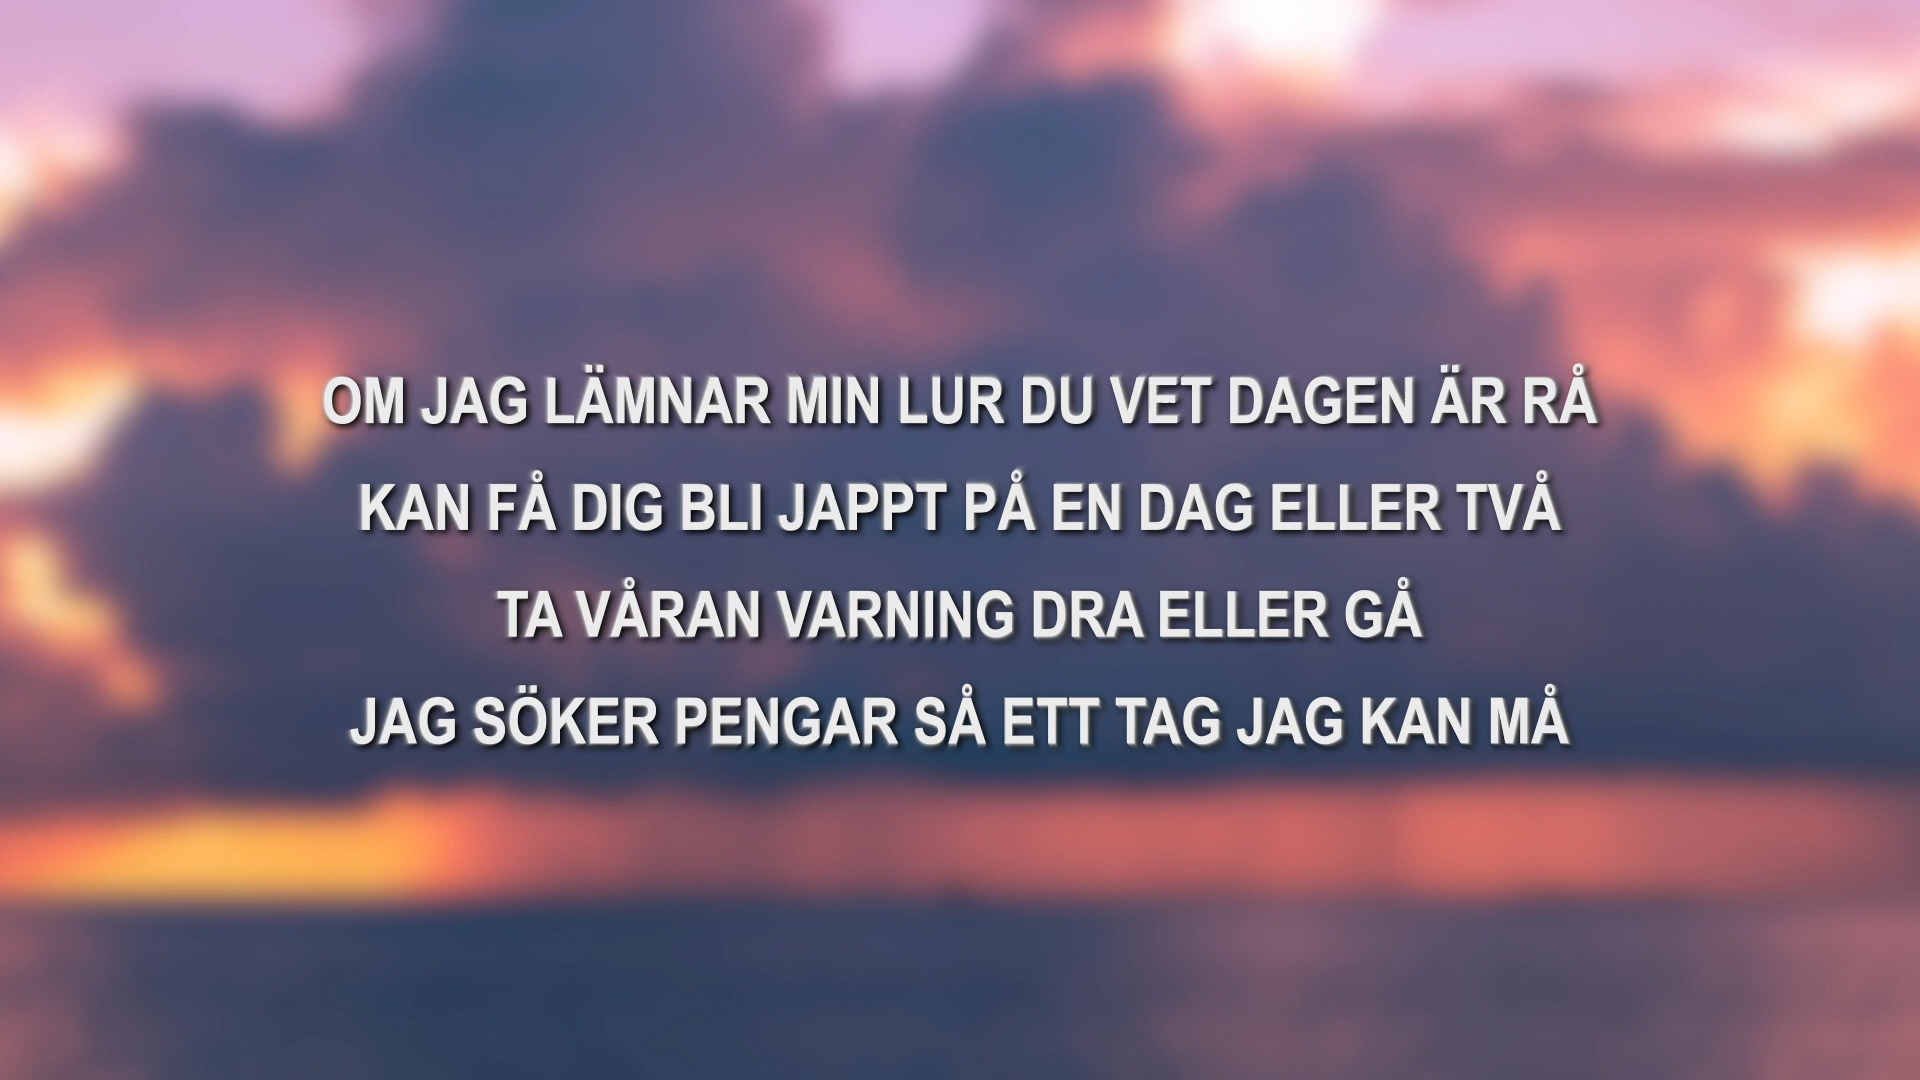 OM JAG LÄMNAR MIN LUR DU VET DAGEN ÄR RÅ
KAN FÅ DIG BLI JAPPT PÅ EN DAG ELLER TVÅ
TA VÅRAN VARNING DRA ELLER GÅ
JAG SÖKER PENGAR SÅ ETT TAG JAG KAN MÅ